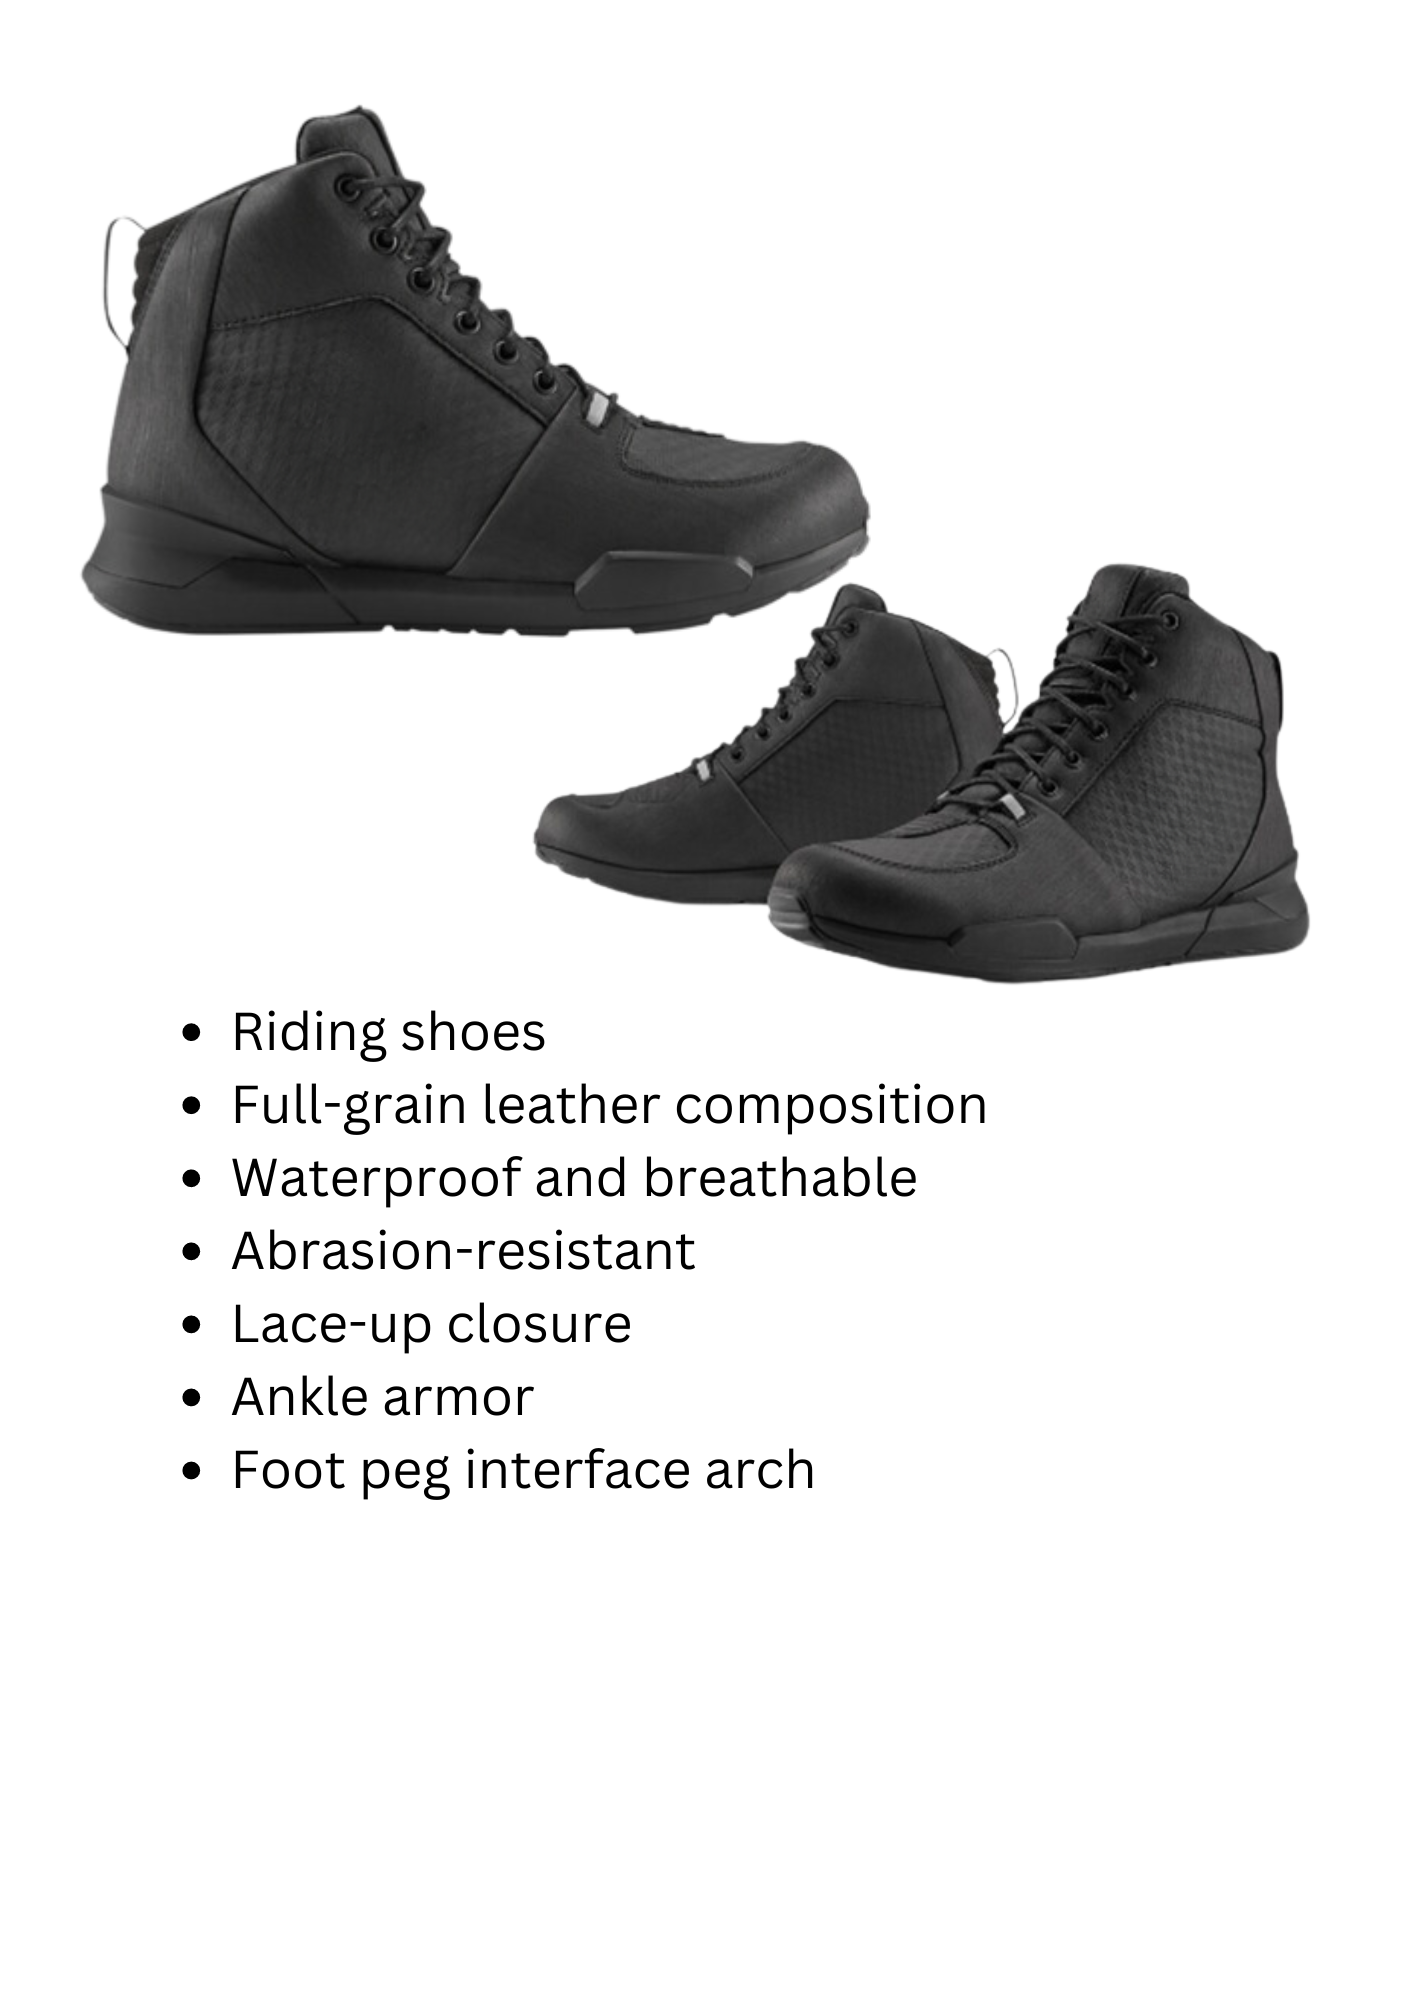 • Riding shoes
• Full-grain leather composition
• Waterproof and breathable
• Abrasion-resistant
• Lace-up closure
• Ankle armor
• Foot peg interface arch